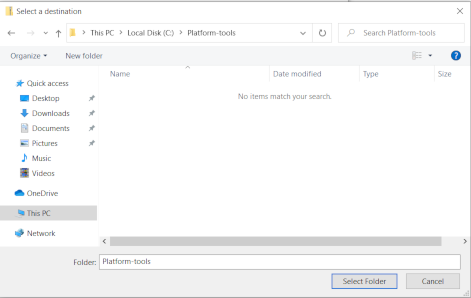 Select a destination
This PC > Local Disk (C:) > Platform-tools
Search Platform-tools
Organize New folder
Name Date modified Type Size
No items match your search.
Quick access
Desktop
Downloads
Documents
Pictures
Music
Videos
OneDrive
This PC
Network
Folder: Platform-tools
Select Folder Cancel